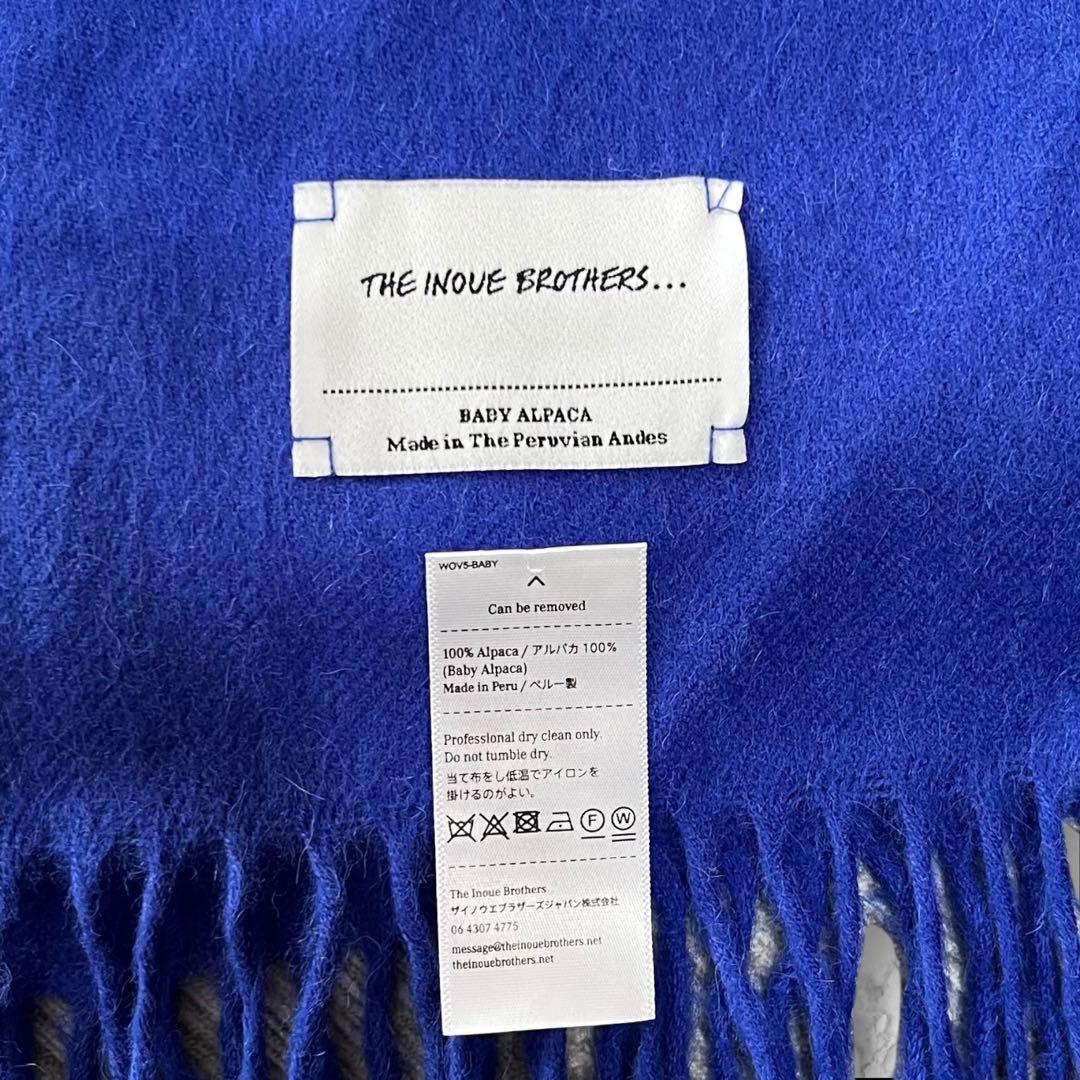 THE INOUE BROTHERS...
BABY ALPACA
Made in The Peruvian Andes
WOV5-BABY
Can be removed
100% Alpaca / アルパカ 100%
(Baby Alpaca)
Made in Peru / ペルー製
Professional dry clean only.
Do not tumble dry.
当て布をし低温でアイロンを
掛けるのがよい。
F W
The Inoue Brothers
ザイノウエブラザーズジャパン株式会社
06 4307 4775
message@theinouebrothers.net
theinouebrothers.net